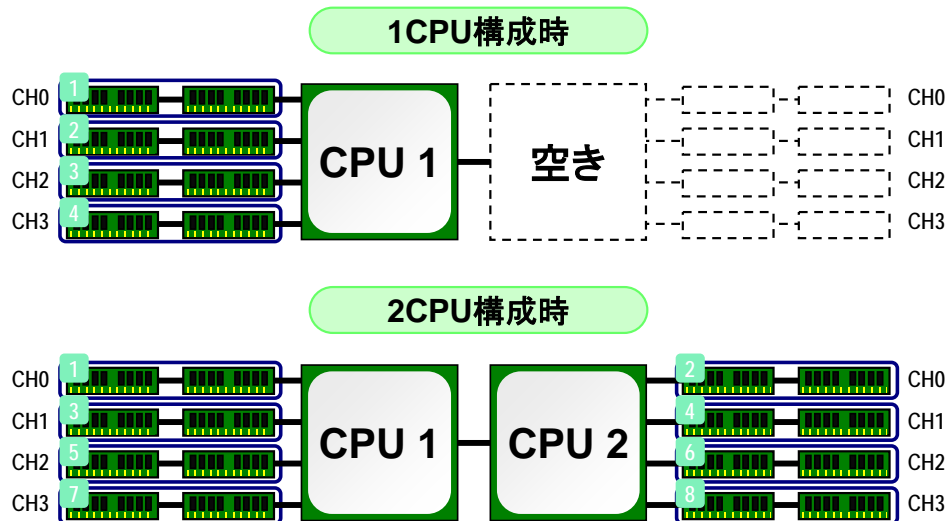 1CPU構成時
CH0 1 CH0
CH1 2 CH1
CH2 3 CH2
CH3 4 CH3
CPU 1 空き
2CPU構成時
CH0 1 2 CH0
CH1 3 4 CH1
CH2 5 6 CH2
CH3 7 8 CH3
CPU 1 CPU 2